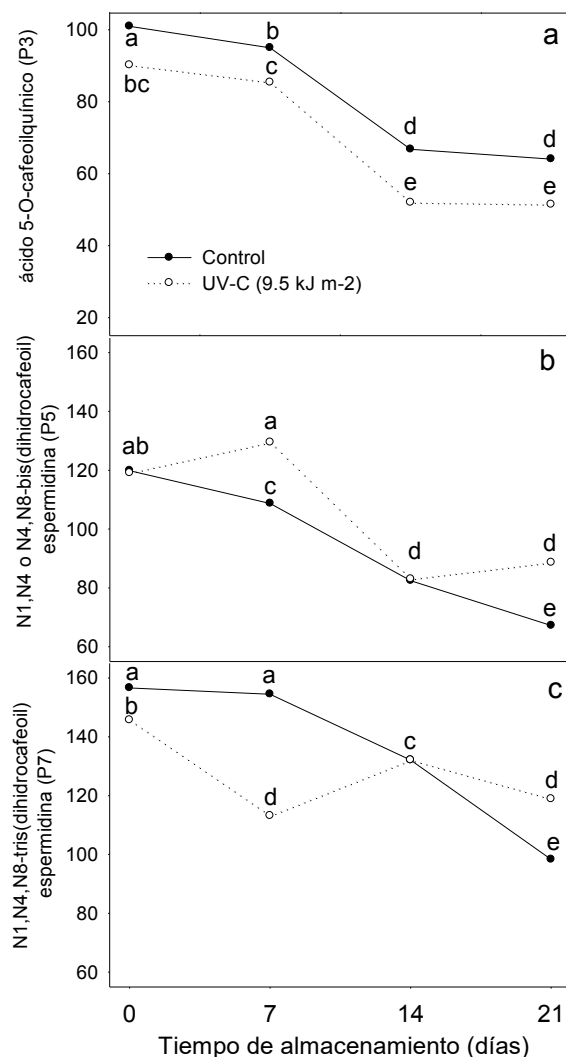 100
80
60
40
20
ácido 5-O-cafeoilquínico (P3)
a
b
a
bc
c
d
d
e
e
Control
UV-C (9.5 kJ m-2)
160
140
120
100
80
60
N1,N4 o N4,N8-bis(dihidrocafeoil)
espermidina (P5)
b
ab
a
c
d
d
e
160
140
120
100
80
60
N1,N4,N8-tris(dihidrocafeoil)
espermidina (P7)
a
a
c
b
c
d
d
e
0 7 14 21
Tiempo de almacenamiento (días)